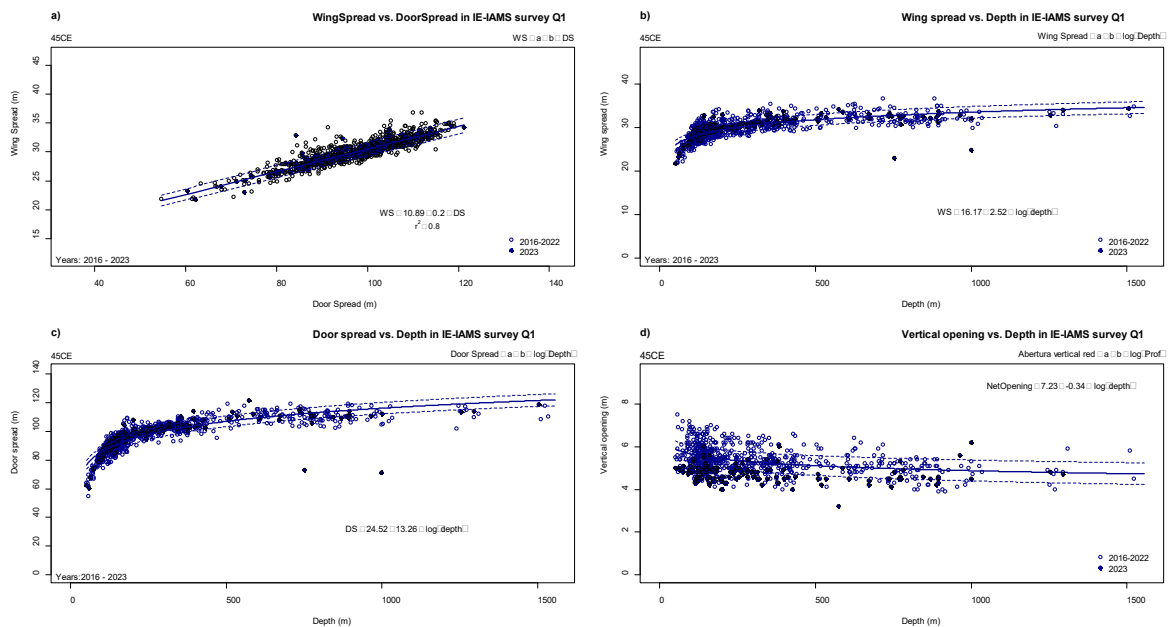 a) WingSpread vs. DoorSpread in IE-IAMS survey Q1
45CE WS □ a □ b □ DS
Wing Spread (m)
45
40
35
30
25
20
15
WS □ 10.89 □ 0.2 □ DS
r² □ 0.8
2016-2022
2023
Years: 2016 - 2023
40 60 80 100 120 140
Door Spread (m)
b) Wing spread vs. Depth in IE-IAMS survey Q1
45CE Wing Spread □ a □ b □ log□Depth□
Wing spread (m)
40
30
20
10
0
WS □ 16.17 □ 2.52 □ log□depth□
2016-2022
2023
Years: 2016 - 2023
0 500 1000 1500
Depth (m)
c) Door spread vs. Depth in IE-IAMS survey Q1
45CE Door Spread □ a □ b □ log□Depth□
Door spread (m)
140
120
100
80
60
40
20
0
DS □ 24.52 □ 13.26 □ log□depth□
Years:2016 - 2023
0 500 1000 1500
Depth (m)
d) Vertical opening vs. Depth in IE-IAMS survey Q1
45CE Abertura vertical red □ a □ b □ log□Prof□
Vertical opening (m)
8
6
4
2
0
NetOpening □ 7.23 □ -0.34 □ log□depth□
2016-2022
2023
0 500 1000 1500
Depth (m)